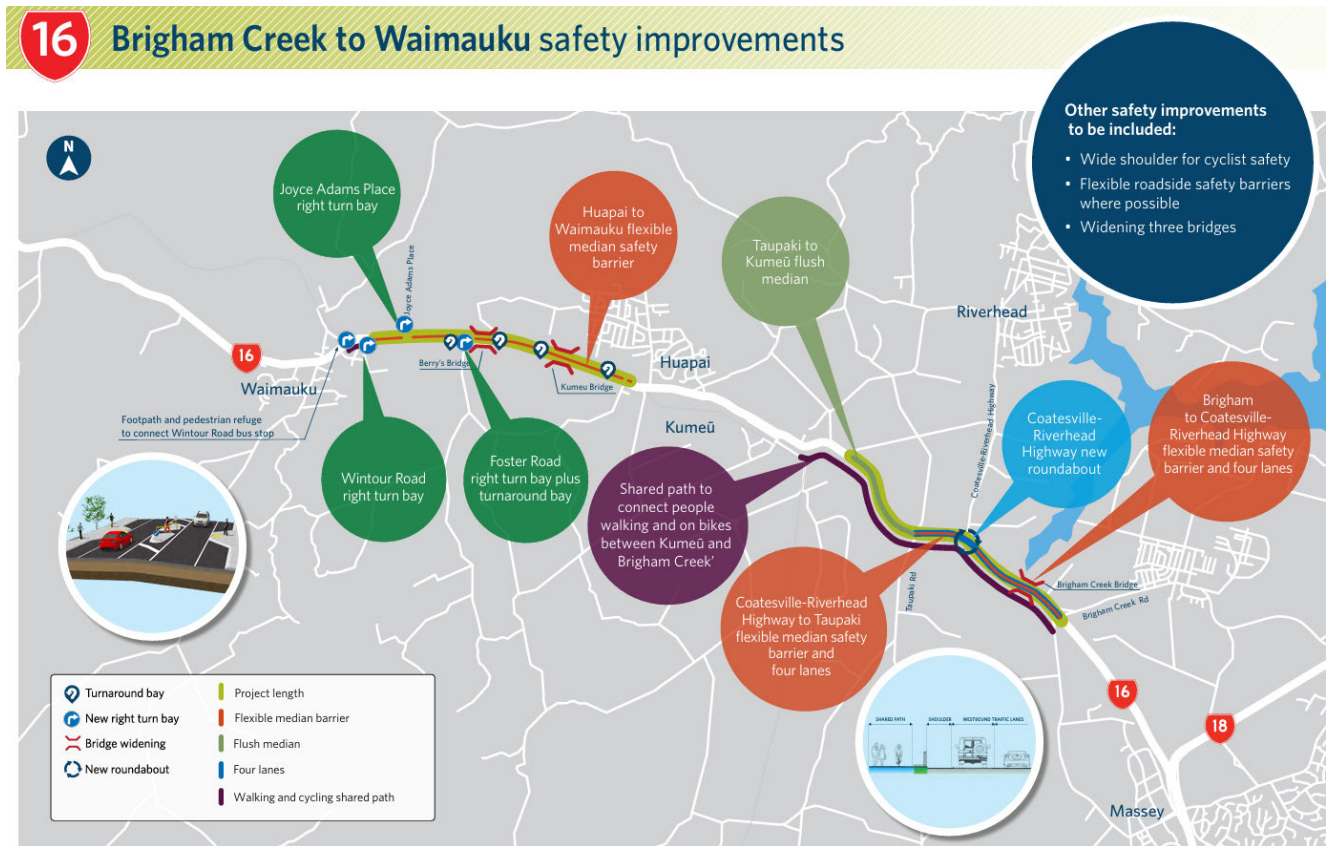 16
Brigham Creek to Waimauku safety improvements
Other safety improvements
to be included:
• Wide shoulder for cyclist safety
• Flexible roadside safety barriers
where possible
• Widening three bridges
N
Joyce Adams Place
right turn bay
Huapai to
Waimauku flexible
median safety
barrier
Taupaki to
Kumeū flush
median
Joyce Adams Place
Riverhead
16
Waimauku
Berry's Bridge
Kumeu Bridge
Huapai
Kumeū
Footpath and pedestrian refuge
to connect Wintour Road bus stop
Wintour Road
right turn bay
Foster Road
right turn bay plus
turnaround bay
Shared path to
connect people
walking and on bikes
between Kumeū and
Brigham Creek'
Coatesville-Riverhead Highway
Coatesville-
Riverhead
Highway new
roundabout
Brigham
to Coatesville-
Riverhead Highway
flexible median safety
barrier and four lanes
Taupaki Rd
Coatesville-Riverhead
Highway to Taupaki
flexible median safety
barrier and
four lanes
Brigham Creek Bridge
Brigham Creek Rd
16
18
Massey
SHARED PATH
SHOULDER
WESTBOUND TRAFFIC LANES
Turnaround bay
New right turn bay
Bridge widening
New roundabout
Project length
Flexible median barrier
Flush median
Four lanes
Walking and cycling shared path